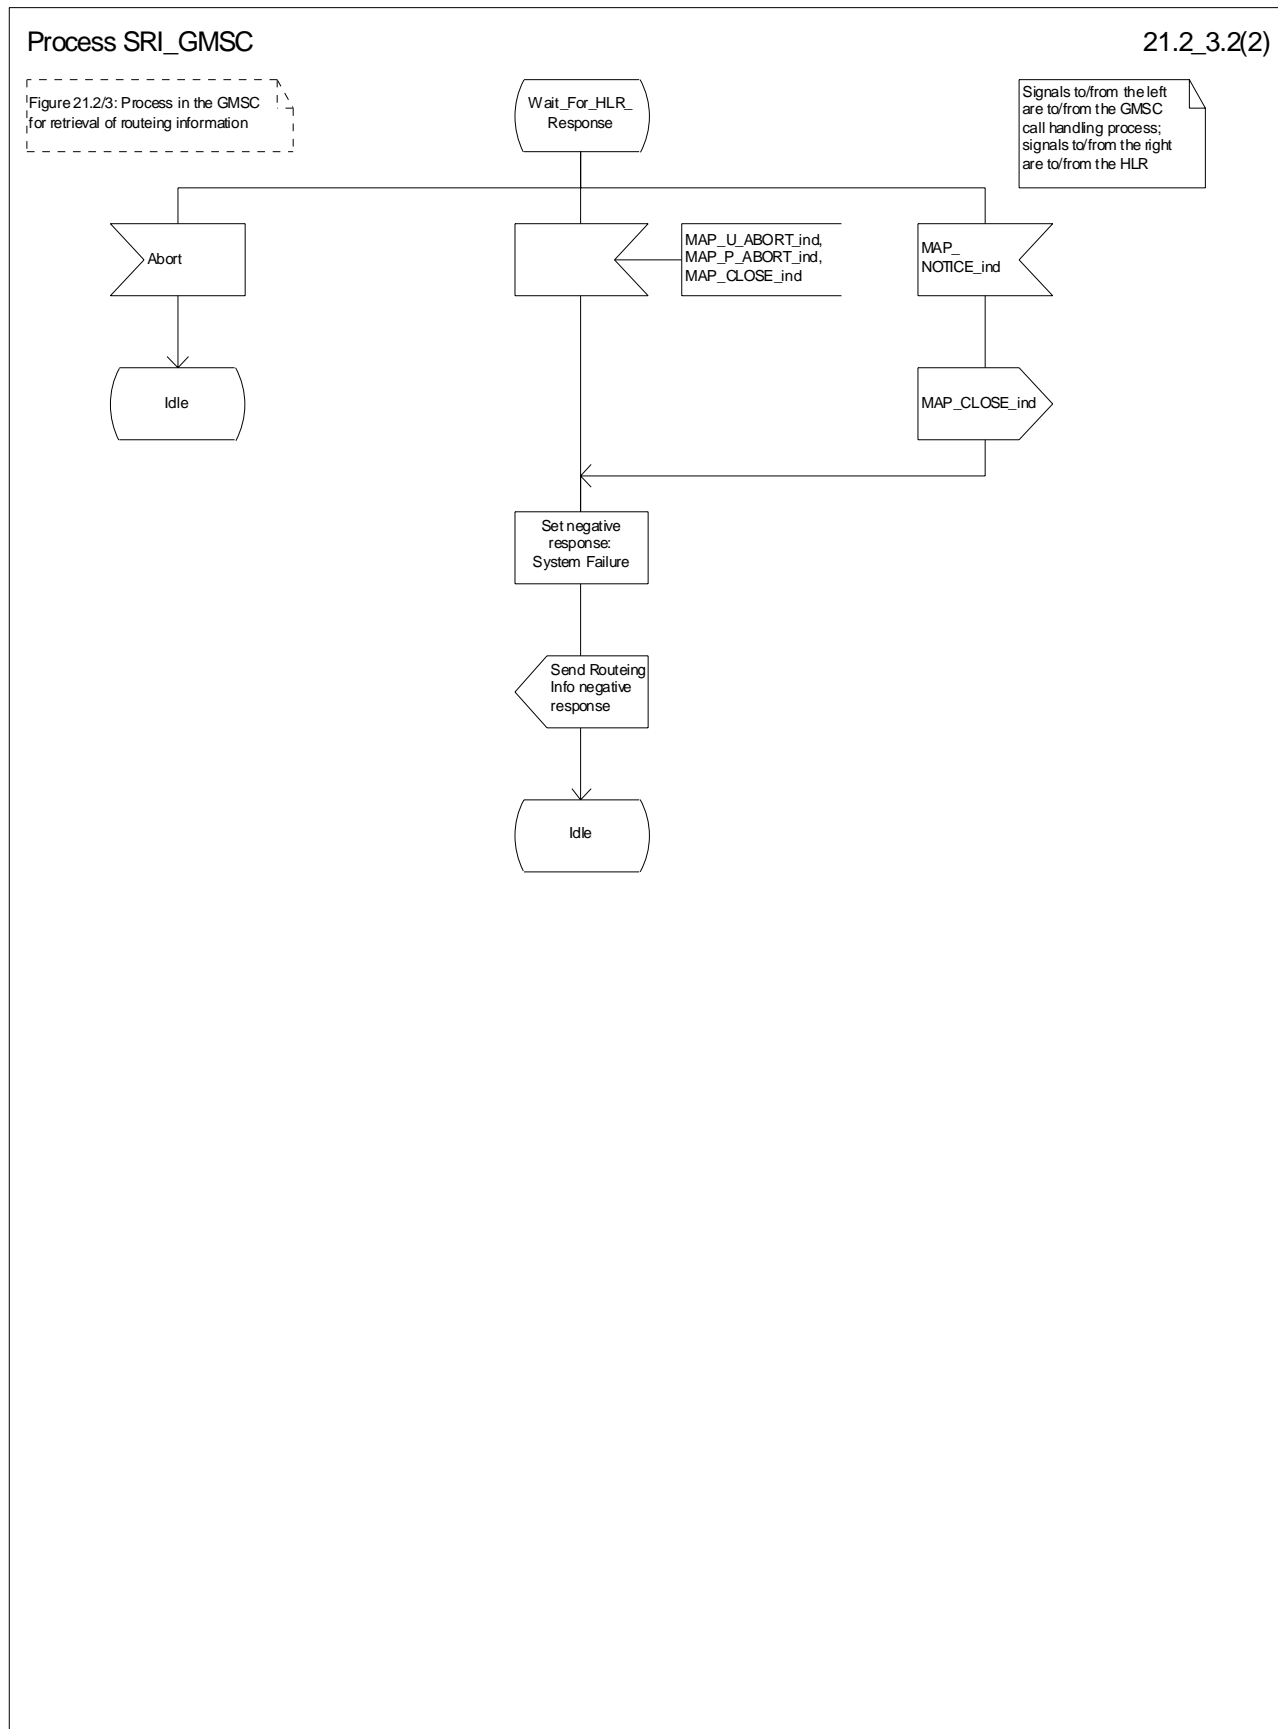 Process SRI_GMSC
21.2_3.2(2)
Figure 21.2/3: Process in the GMSC
for retrieval of routeing information
Wait_For_HLR_
Response
Signals to/from the left
are to/from the GMSC
call handling process;
signals to/from the right
are to/from the HLR
Abort
MAP_U_ABORT_ind,
MAP_P_ABORT_ind,
MAP_CLOSE_ind
MAP_
NOTICE_ind
Idle
MAP_CLOSE_ind
Set negative
response:
System Failure
Send Routeing
Info negative
response
Idle